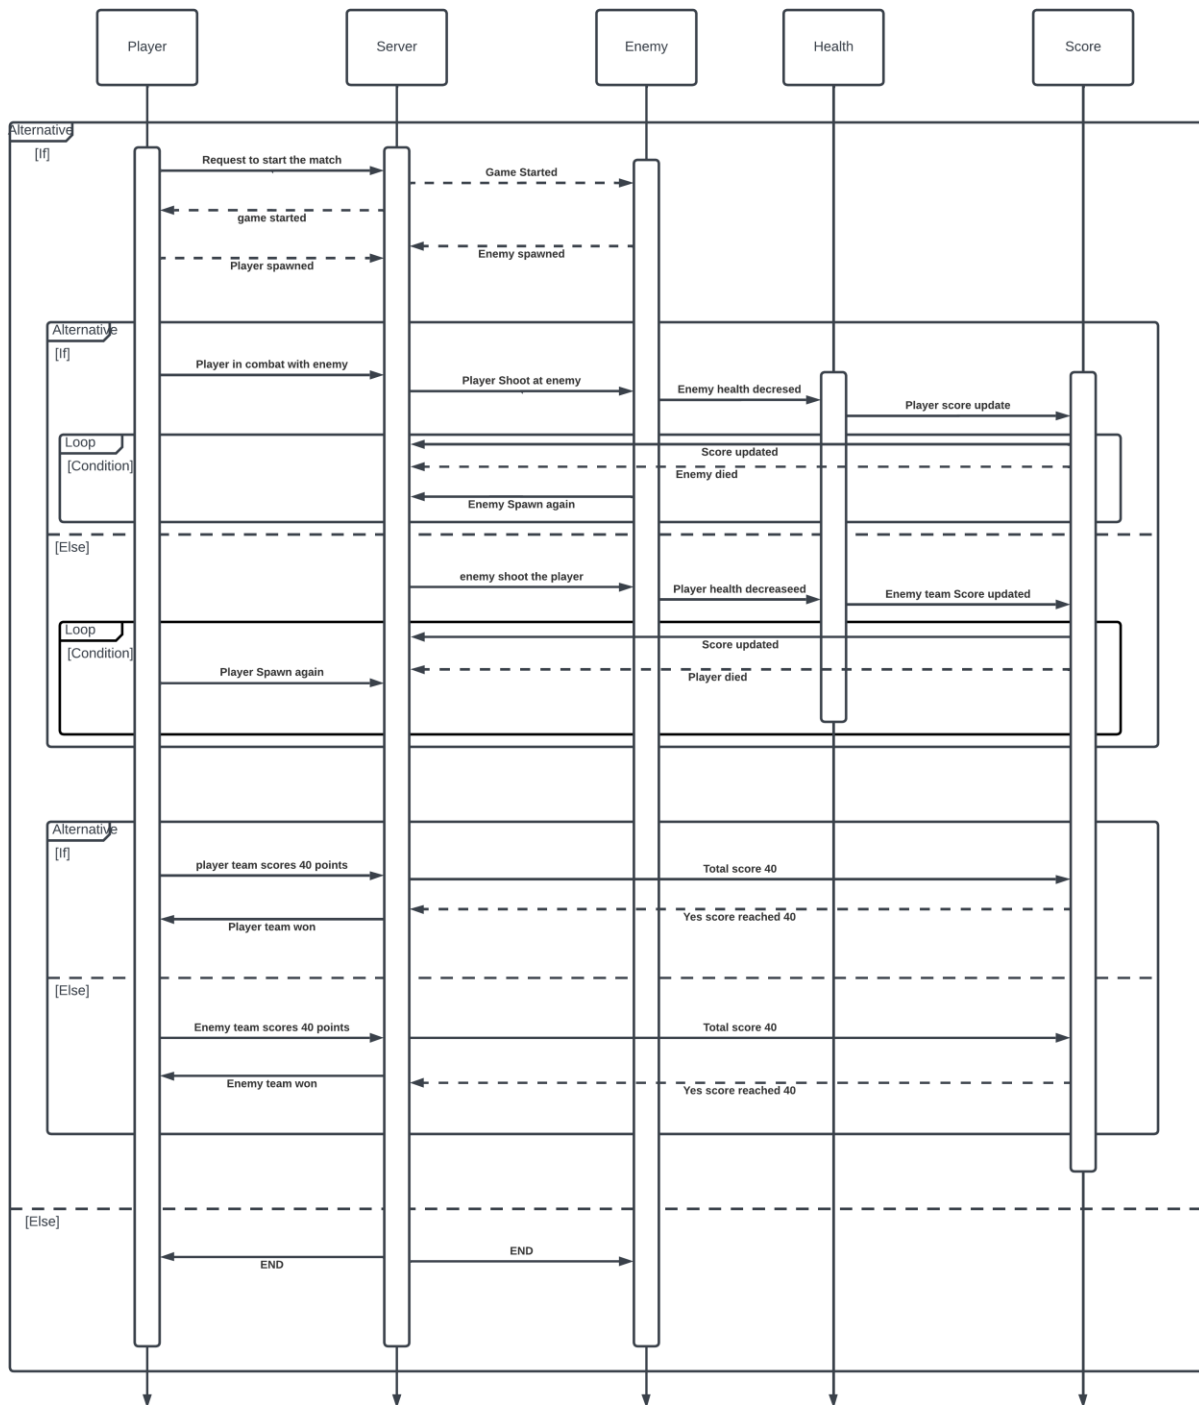 Player
Server
Enemy
Health
Score
Alternative
[If]
Request to start the match
Game Started
game started
Enemy spawned
Player spawned
Alternative
[If]
Player in combat with enemy
Player Shoot at enemy
Enemy health decresed
Player score update
Loop
[Condition]
Score updated
Enemy died
Enemy Spawn again
[Else]
enemy shoot the player
Player health decreaseed
Enemy team Score updated
Loop
[Condition]
Score updated
Player Spawn again
Player died
Alternative
[If]
player team scores 40 points
Total score 40
Yes score reached 40
Player team won
[Else]
Enemy team scores 40 points
Total score 40
Enemy team won
Yes score reached 40
[Else]
END
END